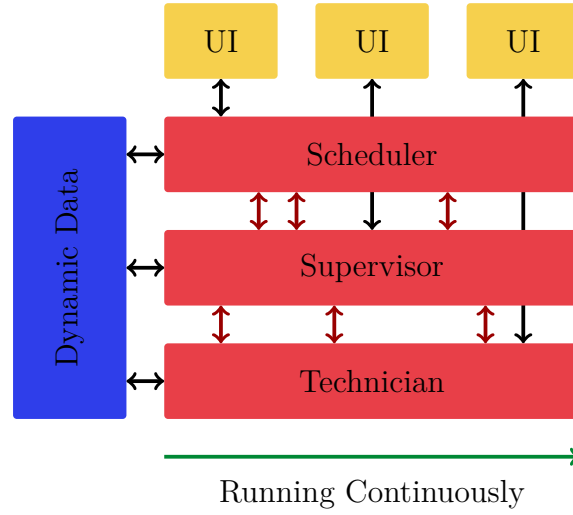 UI
UI
UI
Scheduler
Dynamic Data
Supervisor
Technician
Running Continuously